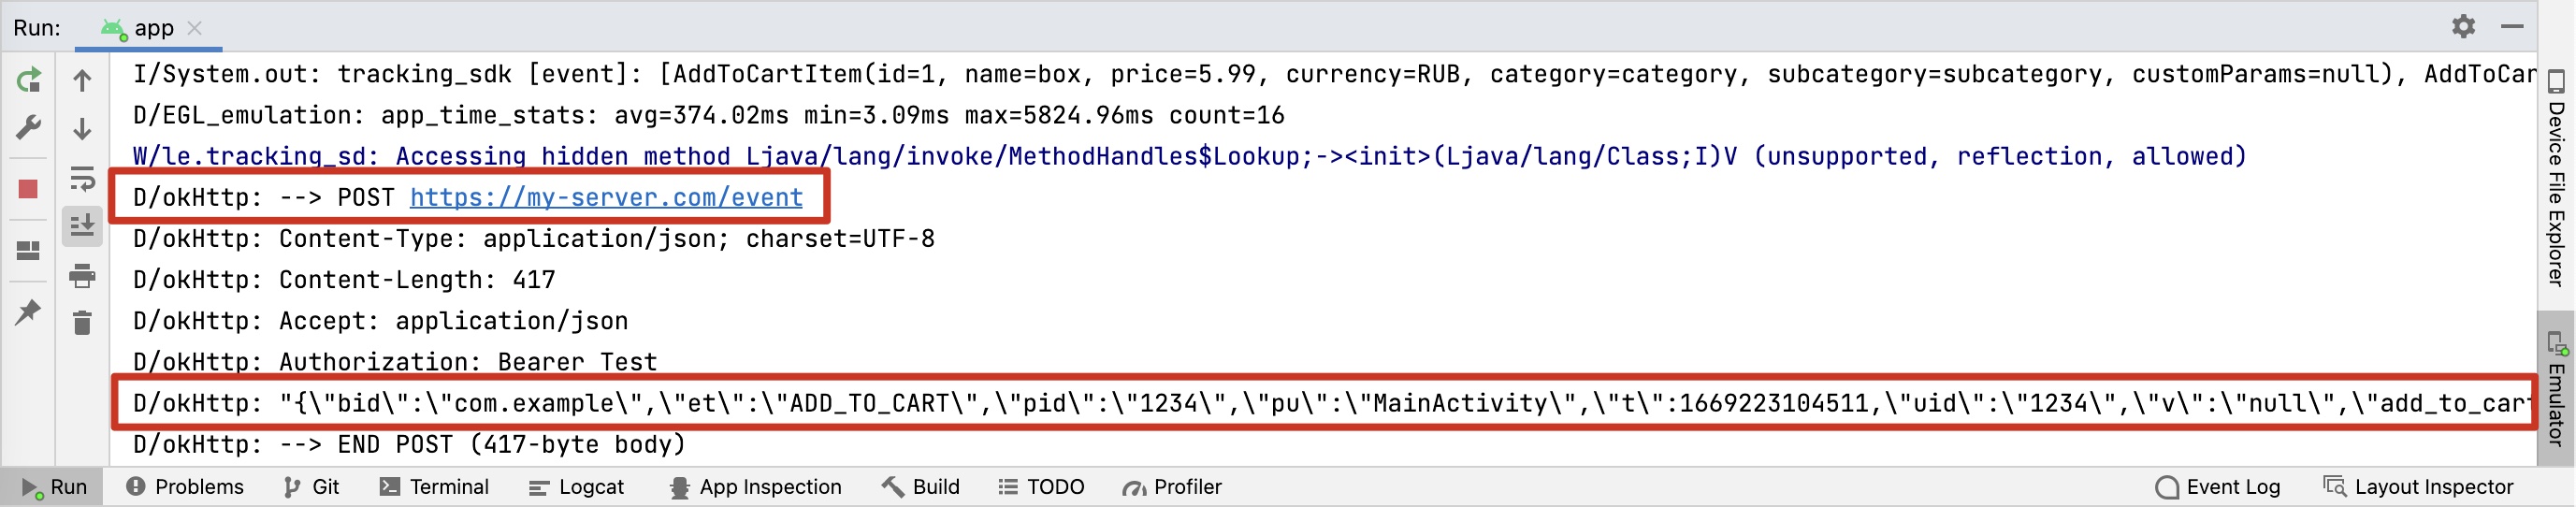 Run: app
I/System.out: tracking_sdk [event]: [AddToCartItem(id=1, name=box, price=5.99, currency=RUB, category=category, subcategory=subcategory, customParams=null), AddToCar
D/EGL_emulation: app_time_stats: avg=374.02ms min=3.09ms max=5824.96ms count=16
W/le.tracking_sd: Accessing hidden method Ljava/lang/invoke/MethodHandles$Lookup;-><init>(Ljava/lang/Class;I)V (unsupported, reflection, allowed)
D/okHttp: --> POST https://my-server.com/event
D/okHttp: Content-Type: application/json; charset=UTF-8
D/okHttp: Content-Length: 417
D/okHttp: Accept: application/json
D/okHttp: Authorization: Bearer Test
D/okHttp: "{\"bid\":\"com.example\",\"et\":\"ADD_TO_CART\",\"pid\":\"1234\",\"pu\":\"MainActivity\",\"t\":1669223104511,\"uid\":\"1234\",\"v\":\"null\",\"add_to_cart
D/okHttp: --> END POST (417-byte body)
Device File Explorer
Emulator
Run Problems Git Terminal Logcat App Inspection Build TODO Profiler Event Log Layout Inspector